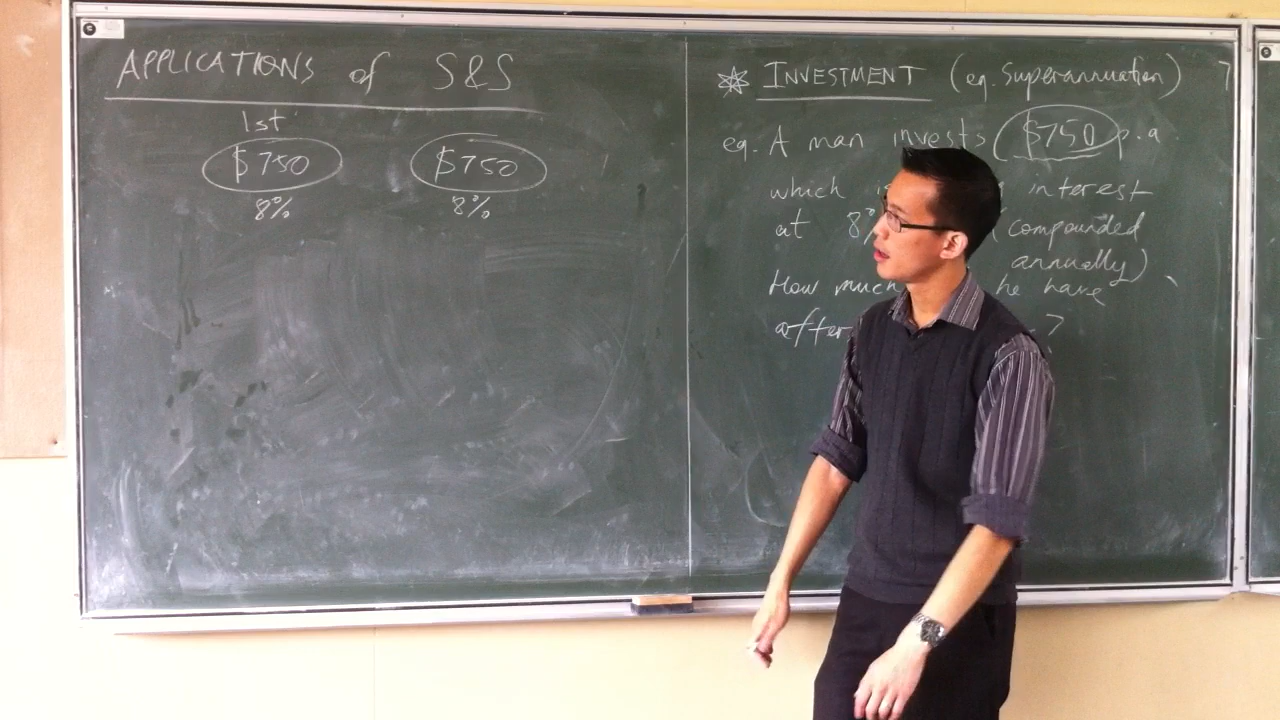 APPLICATIONS of S&S
1st
$750 $750
8% 8%
INVESTMENT (eg. Superannuation)
eg. A man invests $750 p.a
which interest
at 8% (compounded
annually)
How much he have
after ?